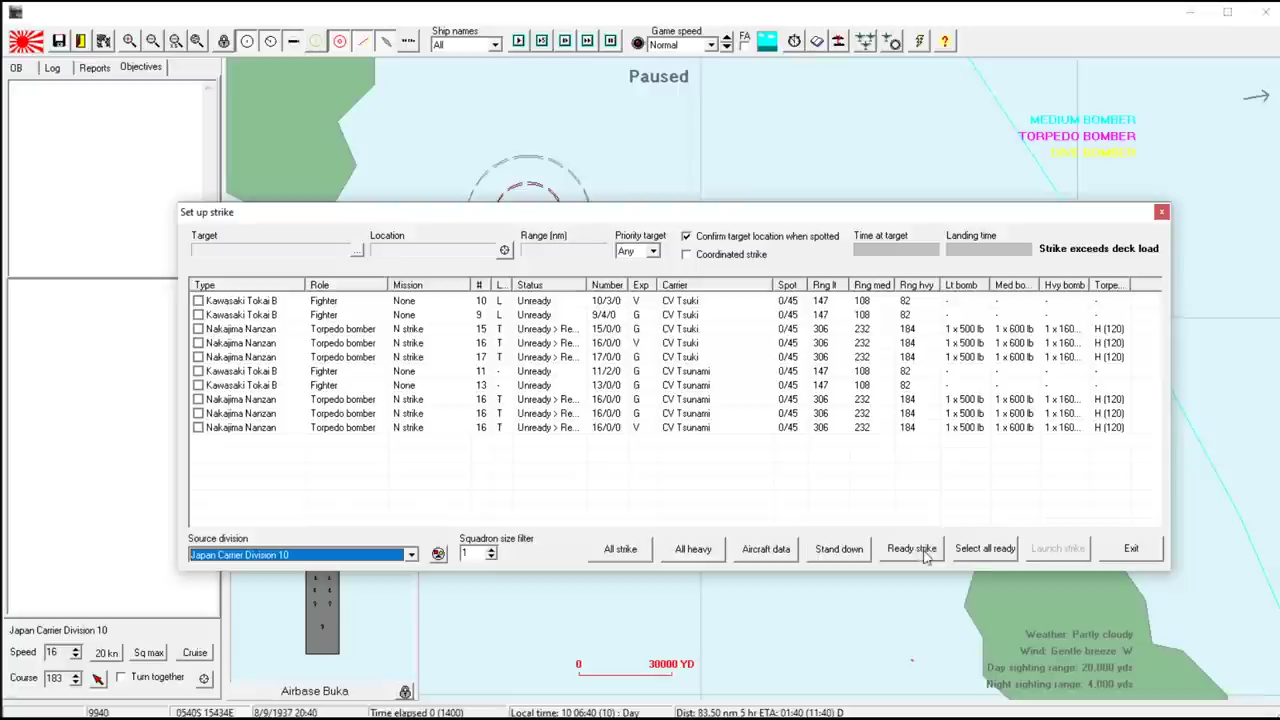 Ship names
Game speed
All
Normal
FA
OB Log Reports Objectives
Paused
MEDIUM BOMBER
TORPEDO BOMBER
DIVE BOMBER
Set up strike
Target Location Range (nm) Priority target Confirm target location when spotted Time at target Landing time
Strike exceeds deck load
... Any Coordinated strike
Type Role Mission # L... Status Number Exp Carrier Spot Rng lt Rng med Rng hvy Lt bomb Med bo... Hvy bomb Torpe...
Kawasaki Tokai B Fighter None 10 L Unready 10/3/0 V CV Tsuki 0/45 147 108 82 - - - -
Kawasaki Tokai B Fighter None 9 L Unready 9/4/0 G CV Tsuki 0/45 147 108 82 - - - -
Nakajima Nanzan Torpedo bomber N strike 15 T Unready > Re... 15/0/0 G CV Tsuki 0/45 306 232 184 1 x 500 lb 1 x 600 lb 1 x 160... H (120)
Nakajima Nanzan Torpedo bomber N strike 16 T Unready > Re... 16/0/0 V CV Tsuki 0/45 306 232 184 1 x 500 lb 1 x 600 lb 1 x 160... H (120)
Nakajima Nanzan Torpedo bomber N strike 17 T Unready > Re... 17/0/0 G CV Tsuki 0/45 306 232 184 1 x 500 lb 1 x 600 lb 1 x 160... H (120)
Kawasaki Tokai B Fighter None 11 - Unready 11/2/0 G CV Tsunami 0/45 147 108 82 - - - -
Kawasaki Tokai B Fighter None 13 - Unready 13/0/0 G CV Tsunami 0/45 147 108 82 - - - -
Nakajima Nanzan Torpedo bomber N strike 16 T Unready > Re... 16/0/0 G CV Tsunami 0/45 306 232 184 1 x 500 lb 1 x 600 lb 1 x 160... H (120)
Nakajima Nanzan Torpedo bomber N strike 16 T Unready > Re... 16/0/0 G CV Tsunami 0/45 306 232 184 1 x 500 lb 1 x 600 lb 1 x 160... H (120)
Nakajima Nanzan Torpedo bomber N strike 16 T Unready > Re... 16/0/0 V CV Tsunami 0/45 306 232 184 1 x 500 lb 1 x 600 lb 1 x 160... H (120)
Source division Squadron size filter
Japan Carrier Division 10 1 All strike All heavy Aircraft data Stand down Ready strike Select all ready Launch strike Exit
Japan Carrier Division 10
Speed 16 20 kn Sq max Cruise
Course 183 Turn together
Airbase Buka
0 30000 YD
Weather: Partly cloudy
Wind: Gentle breeze W
Day sighting range: 20,000 yds
Night sighting range: 4,000 yds
9940 0540S 15434E 8/9/1937 20:40 Time elapsed 0 (1400) Local time: 10 06:40 (10) : Day Dist: 83.50 nm 5 hr ETA: 01:40 (11:40) D